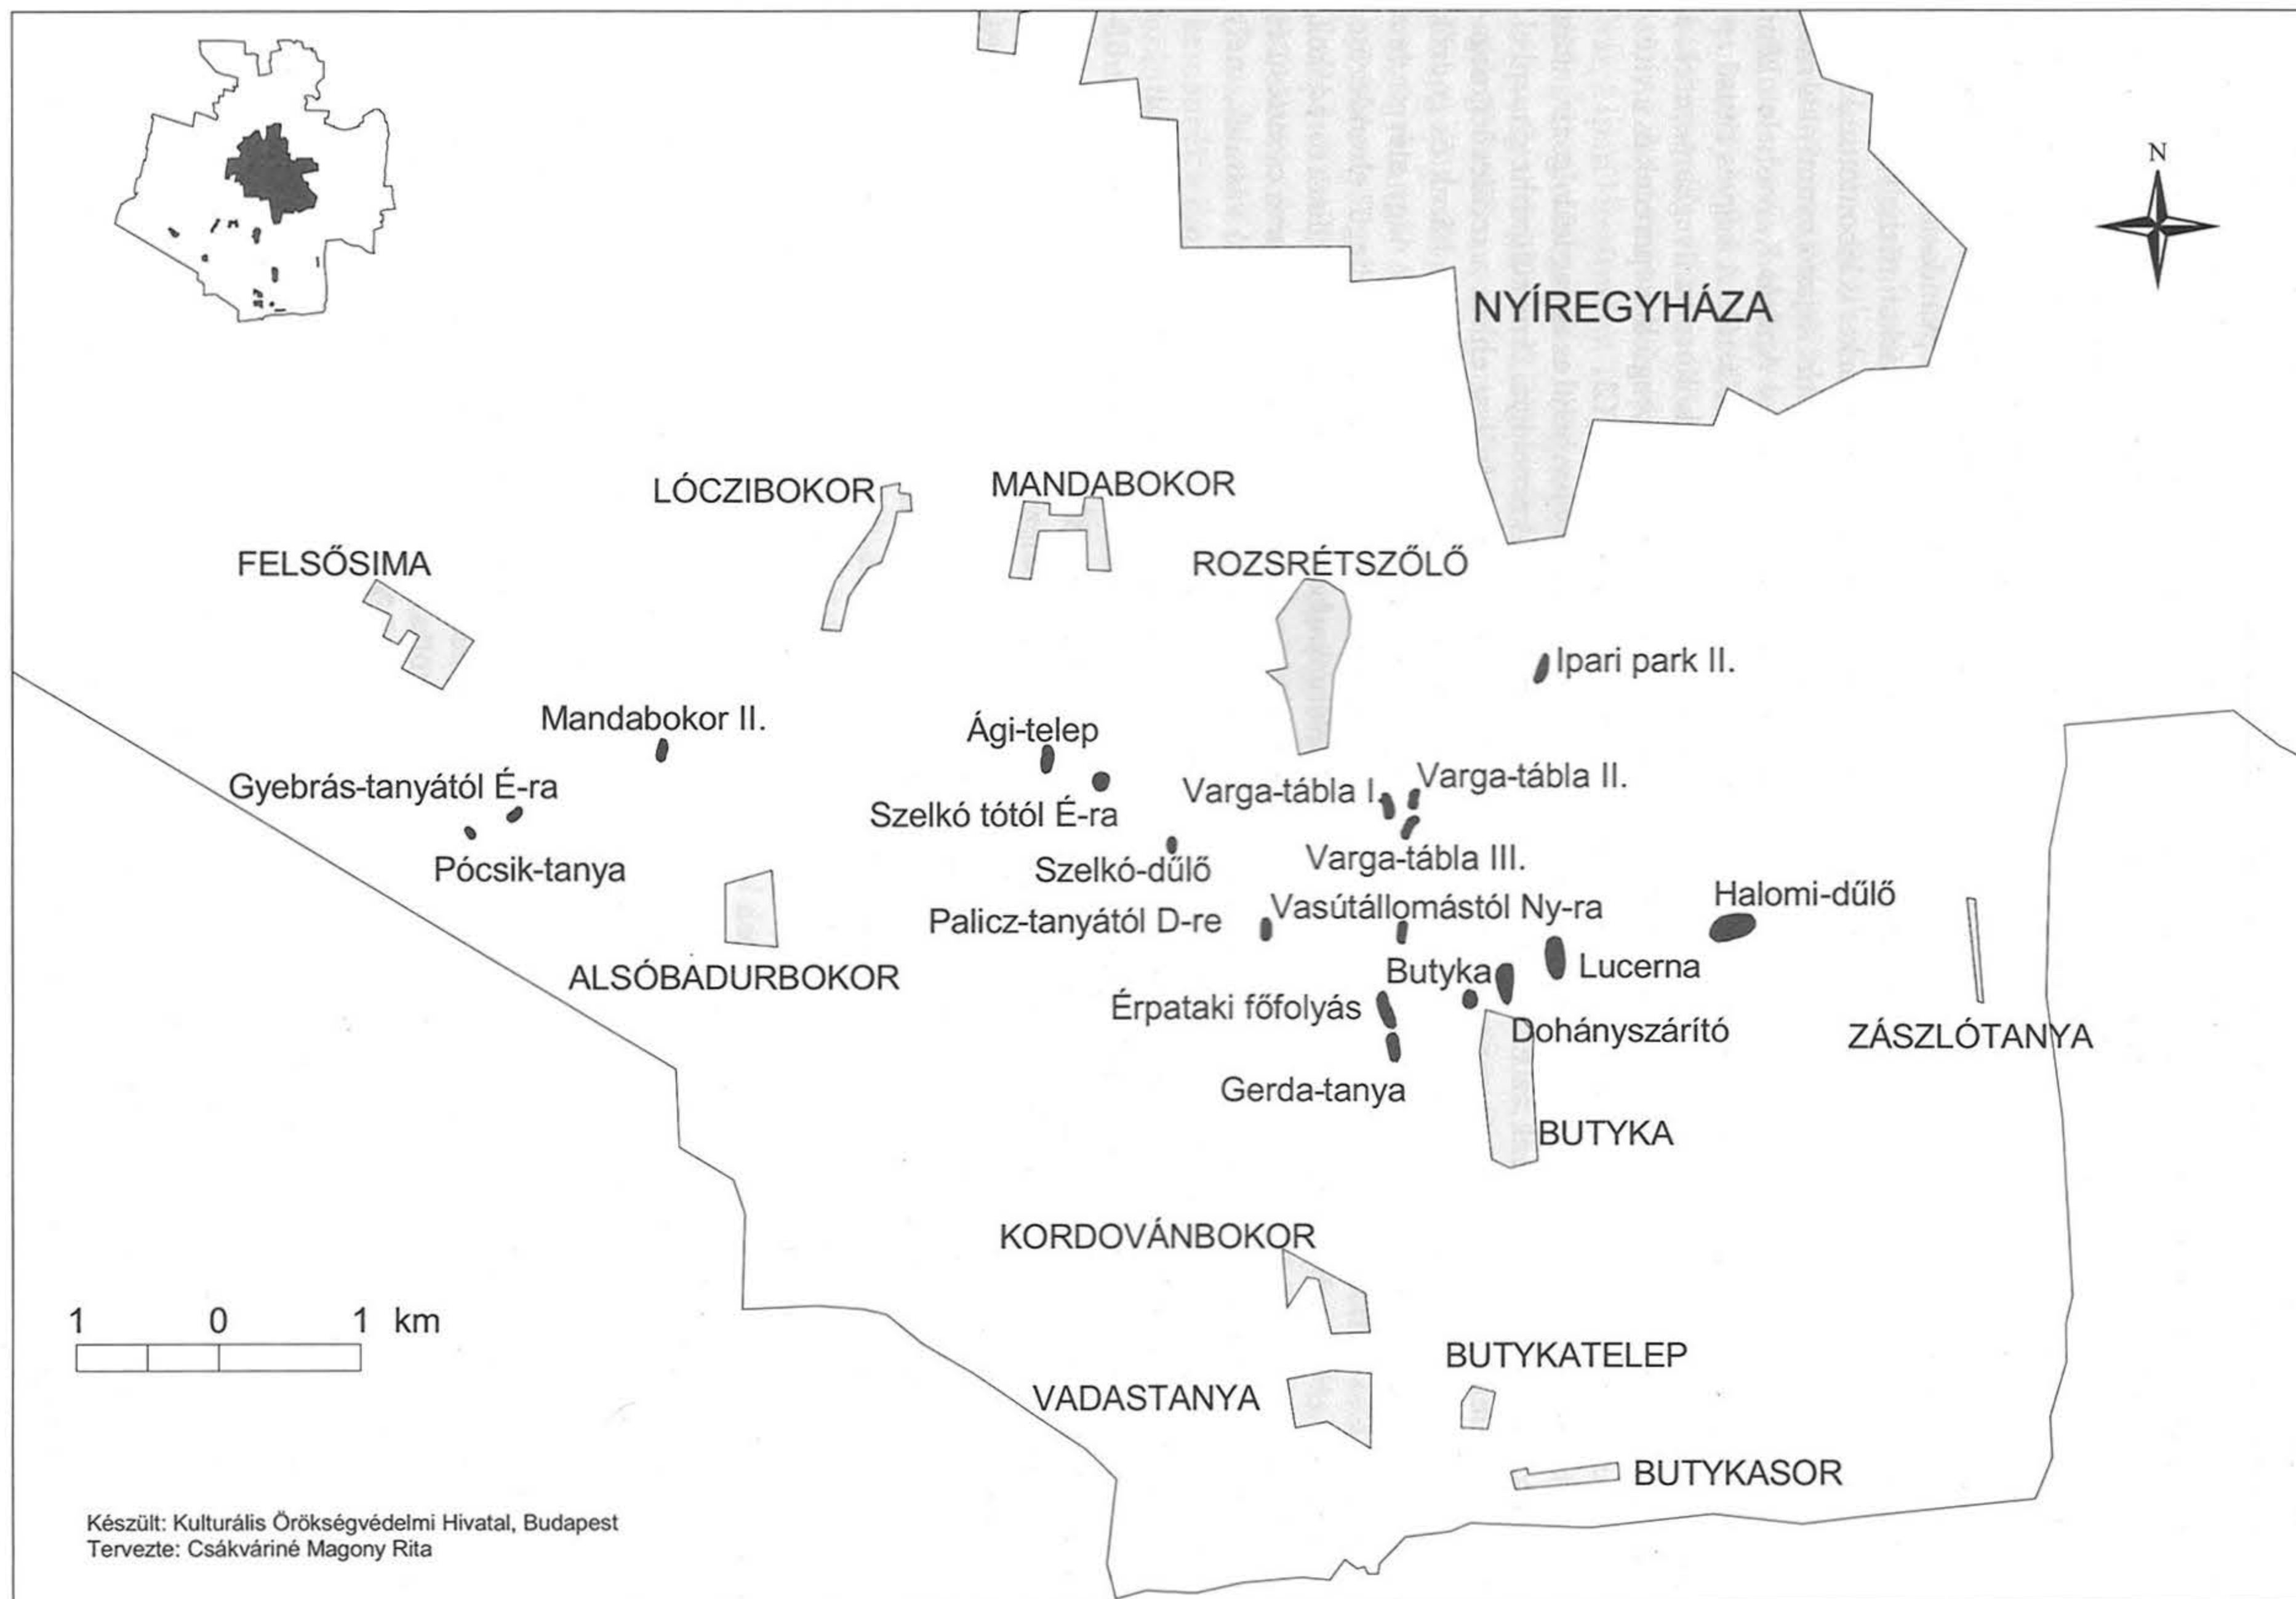 N
NYÍREGYHÁZA
LÓCZIBOKOR
MANDABOKOR
FELSŐSIMA
ROZSRÉTSZŐLŐ
Ipari park II.
Mandabokor II.
Ági-telep
Gyebrás-tanyától É-ra
Varga-tábla I.
Varga-tábla II.
Szelkó tótól É-ra
Pócsik-tanya
Szelkó-dűlő
Varga-tábla III.
Halomi-dűlő
Palicz-tanyától D-re
Vasútállomástól Ny-ra
ALSÓBADURBOKOR
Butyka
Lucerna
Érpataki főfolyás
Dohányszárító
ZÁSZLÓTANYA
Gerda-tanya
BUTYKA
KORDOVÁNBOKOR
1 0 1 km
BUTYKATELEP
VADASTANYA
BUTYKASOR
Készült: Kulturális Örökségvédelmi Hivatal, Budapest
Tervezte: Csákváriné Magony Rita